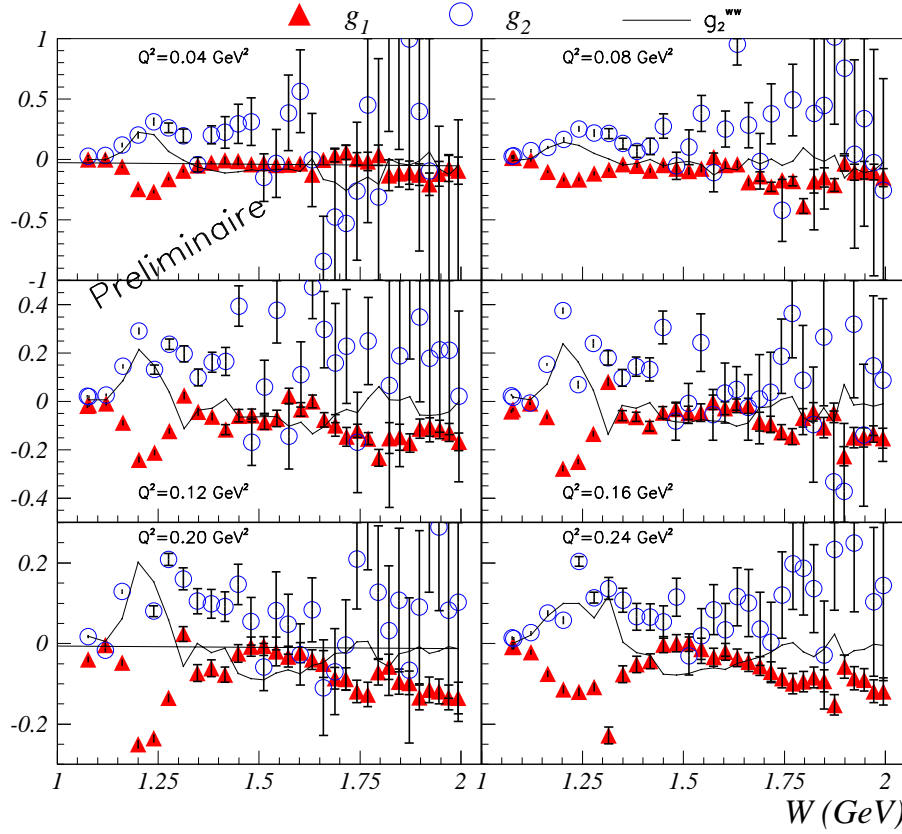 g₁ g₂ g₂ʷʷ
Q²=0.04 GeV²
Q²=0.08 GeV²
1
0.5
0
-0.5
-1
Preliminaire
0.4
0.2
0
-0.2
-0.4
Q²=0.12 GeV²
Q²=0.16 GeV²
Q²=0.20 GeV²
Q²=0.24 GeV²
0.2
0
-0.2
1 1.25 1.5 1.75 2 1.25 1.5 1.75 2
W (GeV)